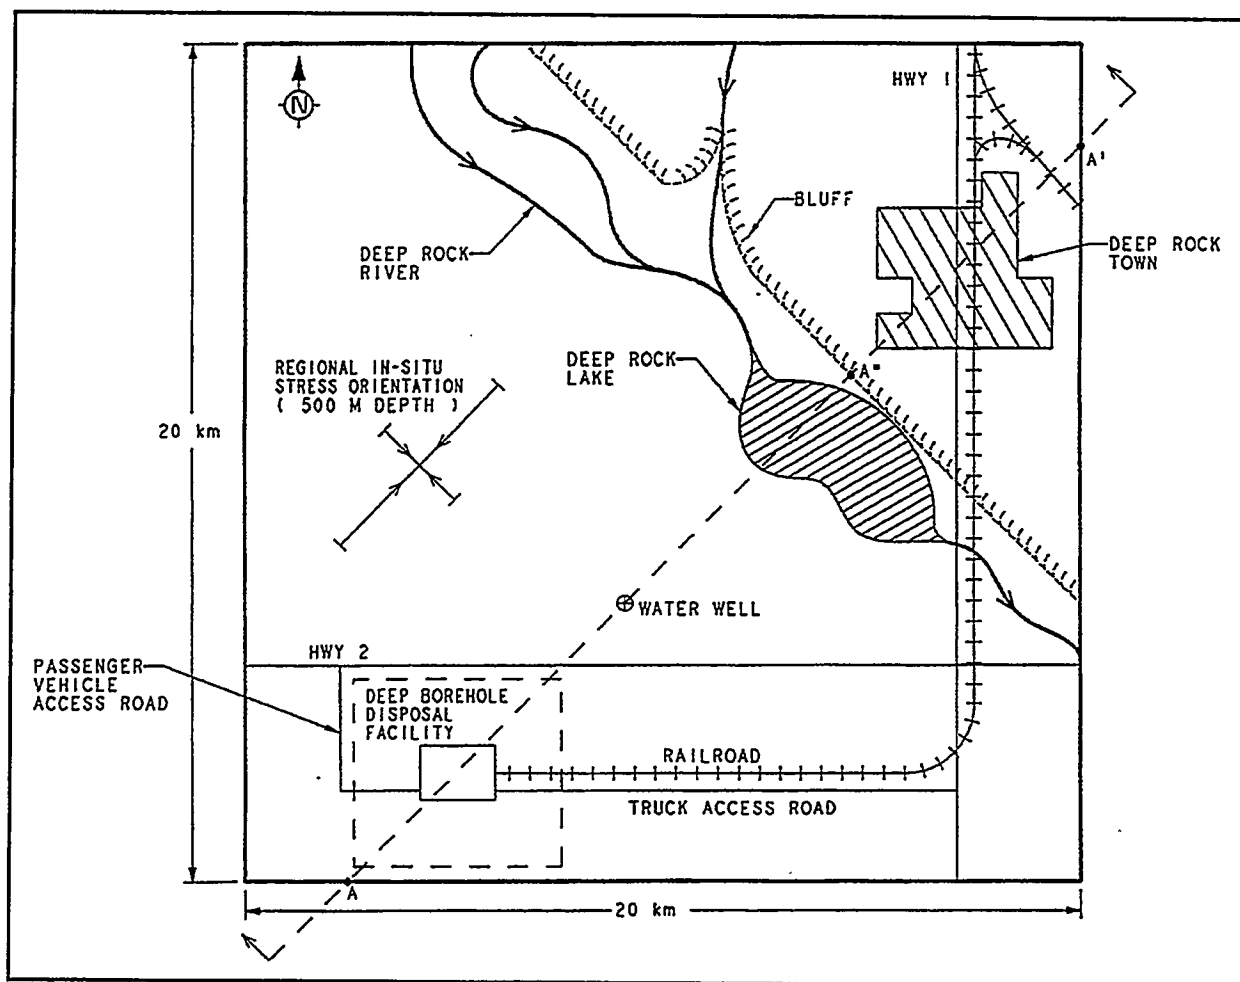 HWY 1
N
A'
BLUFF
DEEP ROCK
RIVER
DEEP ROCK
TOWN
REGIONAL IN-SITU
STRESS ORIENTATION
( 500 M DEPTH )
DEEP ROCK
LAKE
A"
20 km
WATER WELL
HWY 2
PASSENGER
VEHICLE
ACCESS ROAD
DEEP BOREHOLE
DISPOSAL
FACILITY
RAILROAD
TRUCK ACCESS ROAD
A
20 km